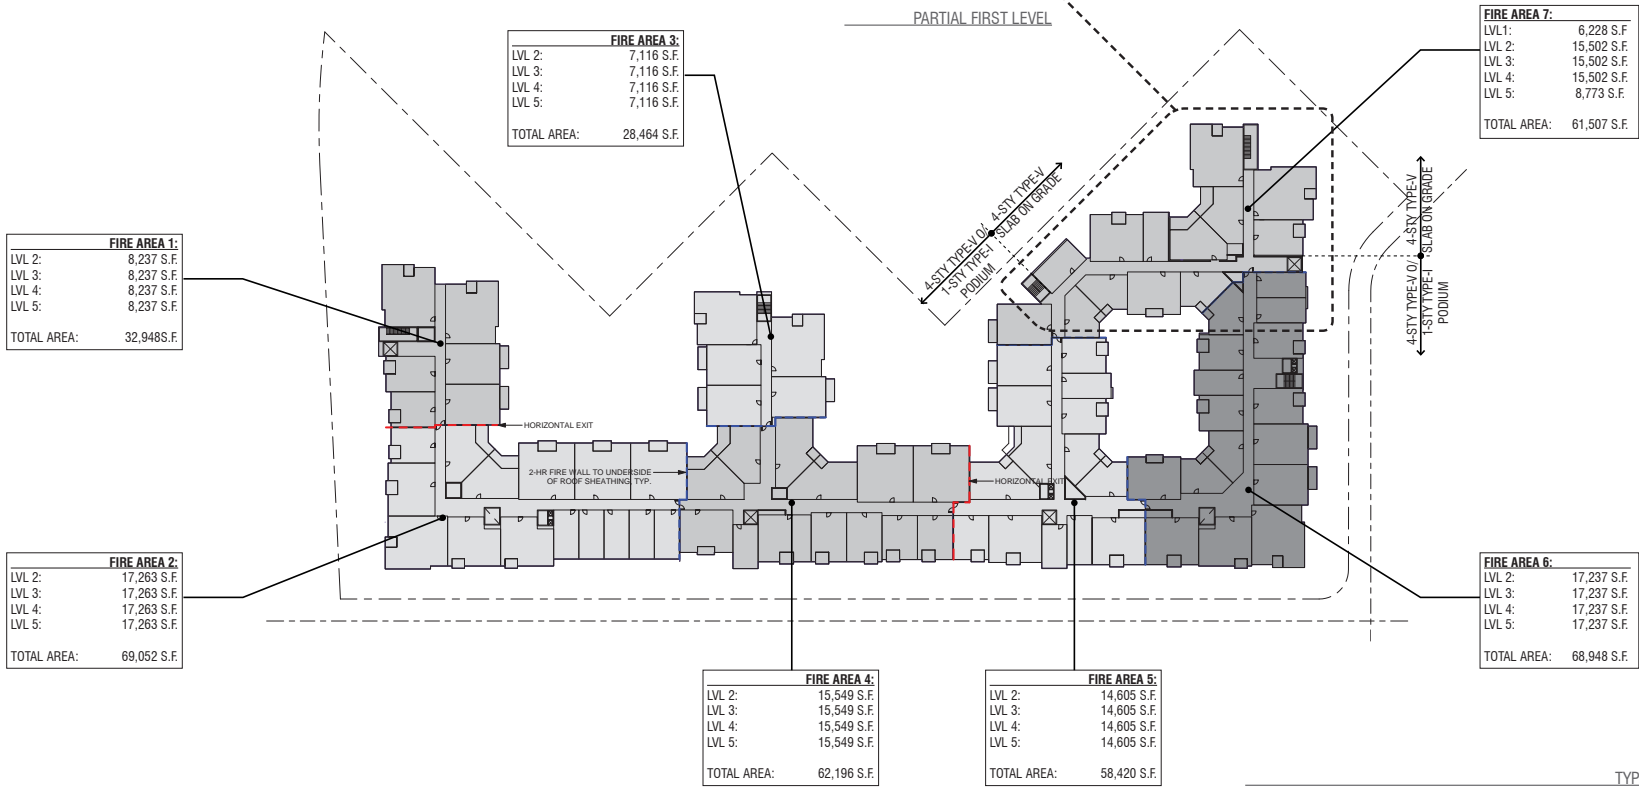 PARTIAL FIRST LEVEL
FIRE AREA 7:
LVL1: 6,228 S.F
LVL 2: 15,502 S.F.
LVL 3: 15,502 S.F.
LVL 4: 15,502 S.F.
LVL 5: 8,773 S.F.
TOTAL AREA: 61,507 S.F.
FIRE AREA 3:
LVL 2: 7,116 S.F.
LVL 3: 7,116 S.F.
LVL 4: 7,116 S.F.
LVL 5: 7,116 S.F.
TOTAL AREA: 28,464 S.F.
4-STY TYPE-V O/
1-STY TYPE-I
PODIUM
4-STY TYPE-V
SLAB ON GRADE
4-STY TYPE-V
SLAB ON GRADE
4-STY TYPE-V O/
1-STY TYPE-I
PODIUM
FIRE AREA 1:
LVL 2: 8,237 S.F.
LVL 3: 8,237 S.F.
LVL 4: 8,237 S.F.
LVL 5: 8,237 S.F.
TOTAL AREA: 32,948S.F.
HORIZONTAL EXIT
2-HR FIRE WALL TO UNDERSIDE
OF ROOF SHEATHING, TYP.
HORIZONTAL EXIT
FIRE AREA 2:
LVL 2: 17,263 S.F.
LVL 3: 17,263 S.F.
LVL 4: 17,263 S.F.
LVL 5: 17,263 S.F.
TOTAL AREA: 69,052 S.F.
FIRE AREA 6:
LVL 2: 17,237 S.F.
LVL 3: 17,237 S.F.
LVL 4: 17,237 S.F.
LVL 5: 17,237 S.F.
TOTAL AREA: 68,948 S.F.
FIRE AREA 4:
LVL 2: 15,549 S.F.
LVL 3: 15,549 S.F.
LVL 4: 15,549 S.F.
LVL 5: 15,549 S.F.
TOTAL AREA: 62,196 S.F.
FIRE AREA 5:
LVL 2: 14,605 S.F.
LVL 3: 14,605 S.F.
LVL 4: 14,605 S.F.
LVL 5: 14,605 S.F.
TOTAL AREA: 58,420 S.F.
TYP